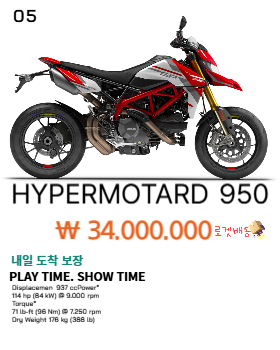 05
HYPERMOTARD 950
₩ 34.000.000 로켓배송
내일 도착 보장
PLAY TIME. SHOW TIME
Displacemen 937 ccPower*
114 hp (84 kW) @ 9.000 rpm
Torque*
71 lb-ft (96 Nm) @ 7.250 rpm
Dry Weight 176 kg (388 lb)